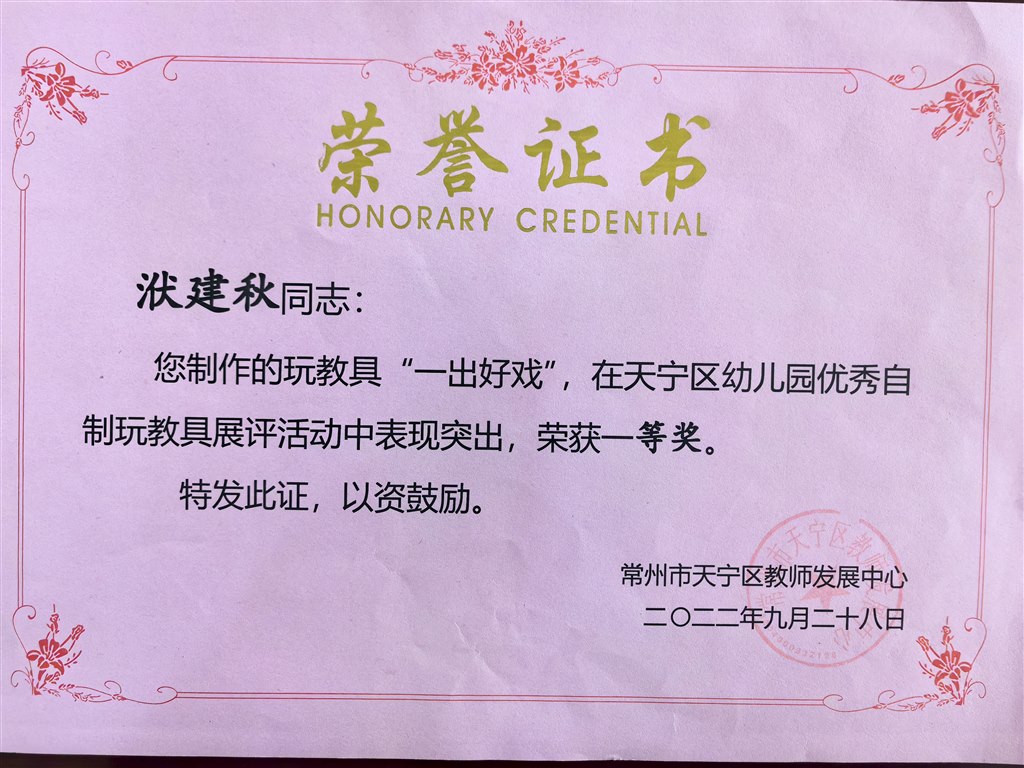 荣誉证书
HONORARY CREDENTIAL
洑建秋同志：
您制作的玩教具“一出好戏”，在天宁区幼儿园优秀自
制玩教具展评活动中表现突出，荣获一等奖。
特发此证，以资鼓励。
常州市天宁区教师发展中心
二〇二二年九月二十八日